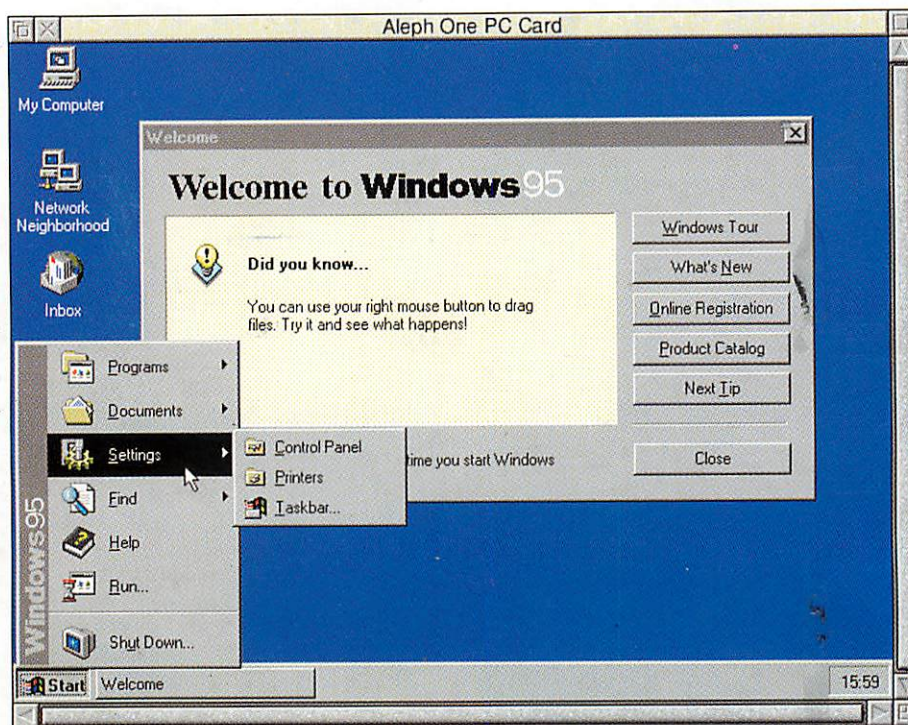 Aleph One PC Card
My Computer
Network
Neighborhood
Inbox
Welcome
Welcome to Windows 95
Did you know...
You can use your right mouse button to drag
files. Try it and see what happens!
Windows Tour
What's New
Online Registration
Product Catalog
Next Tip
time you start Windows
Close
Programs
Documents
Settings
Find
Help
Run...
Shut Down...
Windows95
Control Panel
Printers
Taskbar...
Start
Welcome
15:59